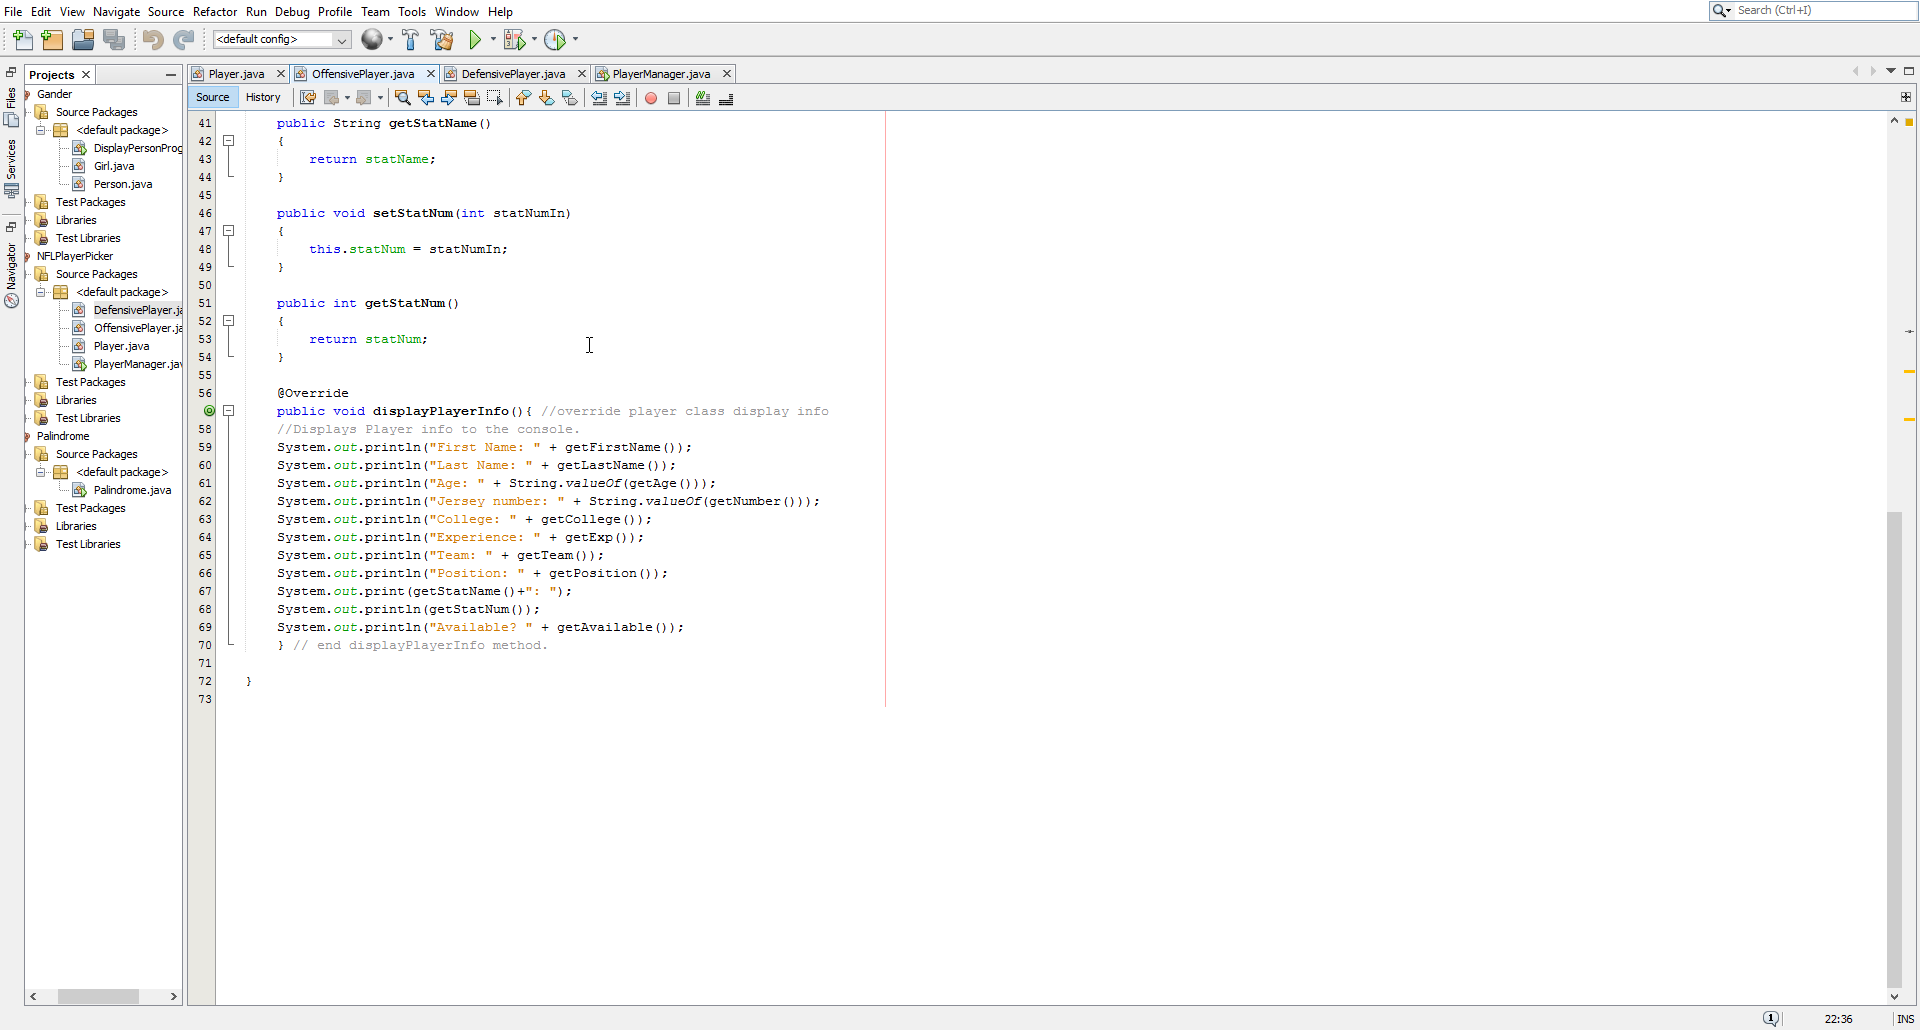 File Edit View Navigate Source Refactor Run Debug Profile Team Tools Window Help
Search (Ctrl+I)
<default config>
Files
Services
Navigator
Projects
Gander
Source Packages
<default package>
DisplayPersonProg
Girl.java
Person.java
Test Packages
Libraries
Test Libraries
NFLPlayerPicker
Source Packages
<default package>
DefensivePlayer.ja
OffensivePlayer.ja
Player.java
PlayerManager.jav
Test Packages
Libraries
Test Libraries
Palindrome
Source Packages
<default package>
Palindrome.java
Test Packages
Libraries
Test Libraries
Player.java OffensivePlayer.java DefensivePlayer.java PlayerManager.java
Source History
41 public String getStatName()
42 {
43 return statName;
44 }
45
46 public void setStatNum(int statNumIn)
47 {
48 this.statNum = statNumIn;
49 }
50
51 public int getStatNum()
52 {
53 return statNum;
54 }
55
56 @Override
public void displayPlayerInfo(){ //override player class display info
58 //Displays Player info to the console.
59 System.out.println("First Name: " + getFirstName());
60 System.out.println("Last Name: " + getLastName());
61 System.out.println("Age: " + String.valueOf(getAge()));
62 System.out.println("Jersey number: " + String.valueOf(getNumber()));
63 System.out.println("College: " + getCollege());
64 System.out.println("Experience: " + getExp());
65 System.out.println("Team: " + getTeam());
66 System.out.println("Position: " + getPosition());
67 System.out.print(getStatName()+": ");
68 System.out.println(getStatNum());
69 System.out.println("Available? " + getAvailable());
70 } // end displayPlayerInfo method.
71
72 }
73
1
22:36 INS